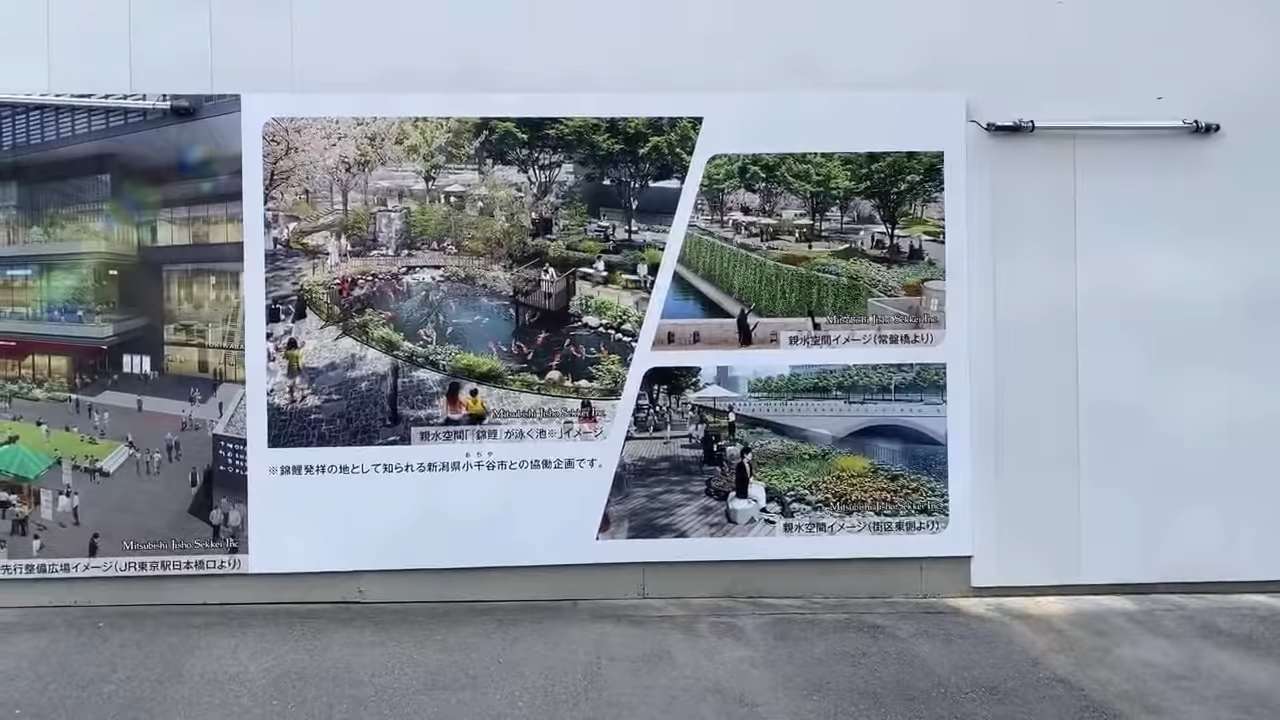 TOKIWABA
Mitsubishi Jisho Sekkei Inc.
先行整備広場イメージ(JR東京駅日本橋口より)
Mitsubishi Jisho Sekkei Inc.
親水空間「「錦鯉」が泳ぐ池※」イメージ
おぢや
※錦鯉発祥の地として知られる新潟県小千谷市との協働企画です。
Mitsubishi Jisho Sekkei Inc.
親水空間イメージ(常盤橋より)
Mitsubishi Jisho Sekkei Inc.
親水空間イメージ(街区東側より)